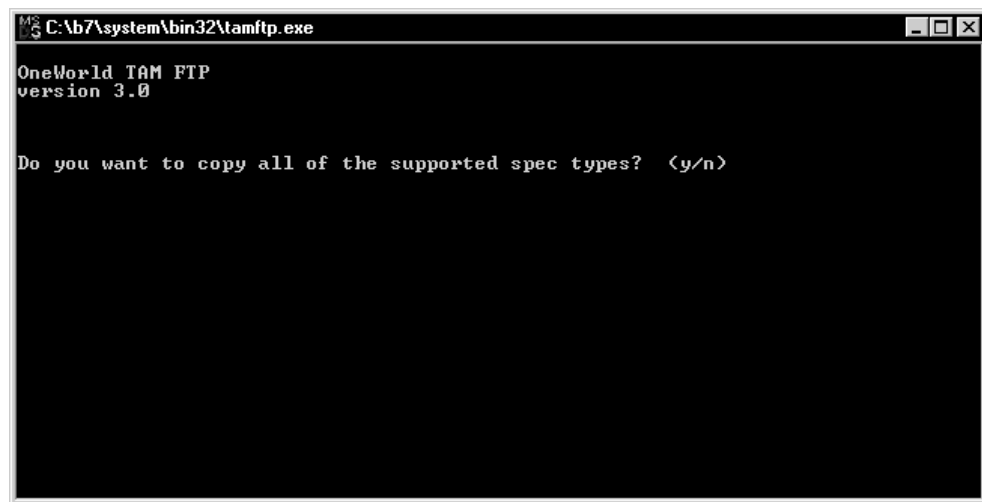 C:\b7\system\bin32\tamftp.exe
OneWorld TAM FTP
version 3.0
Do you want to copy all of the supported spec types?  (y/n)